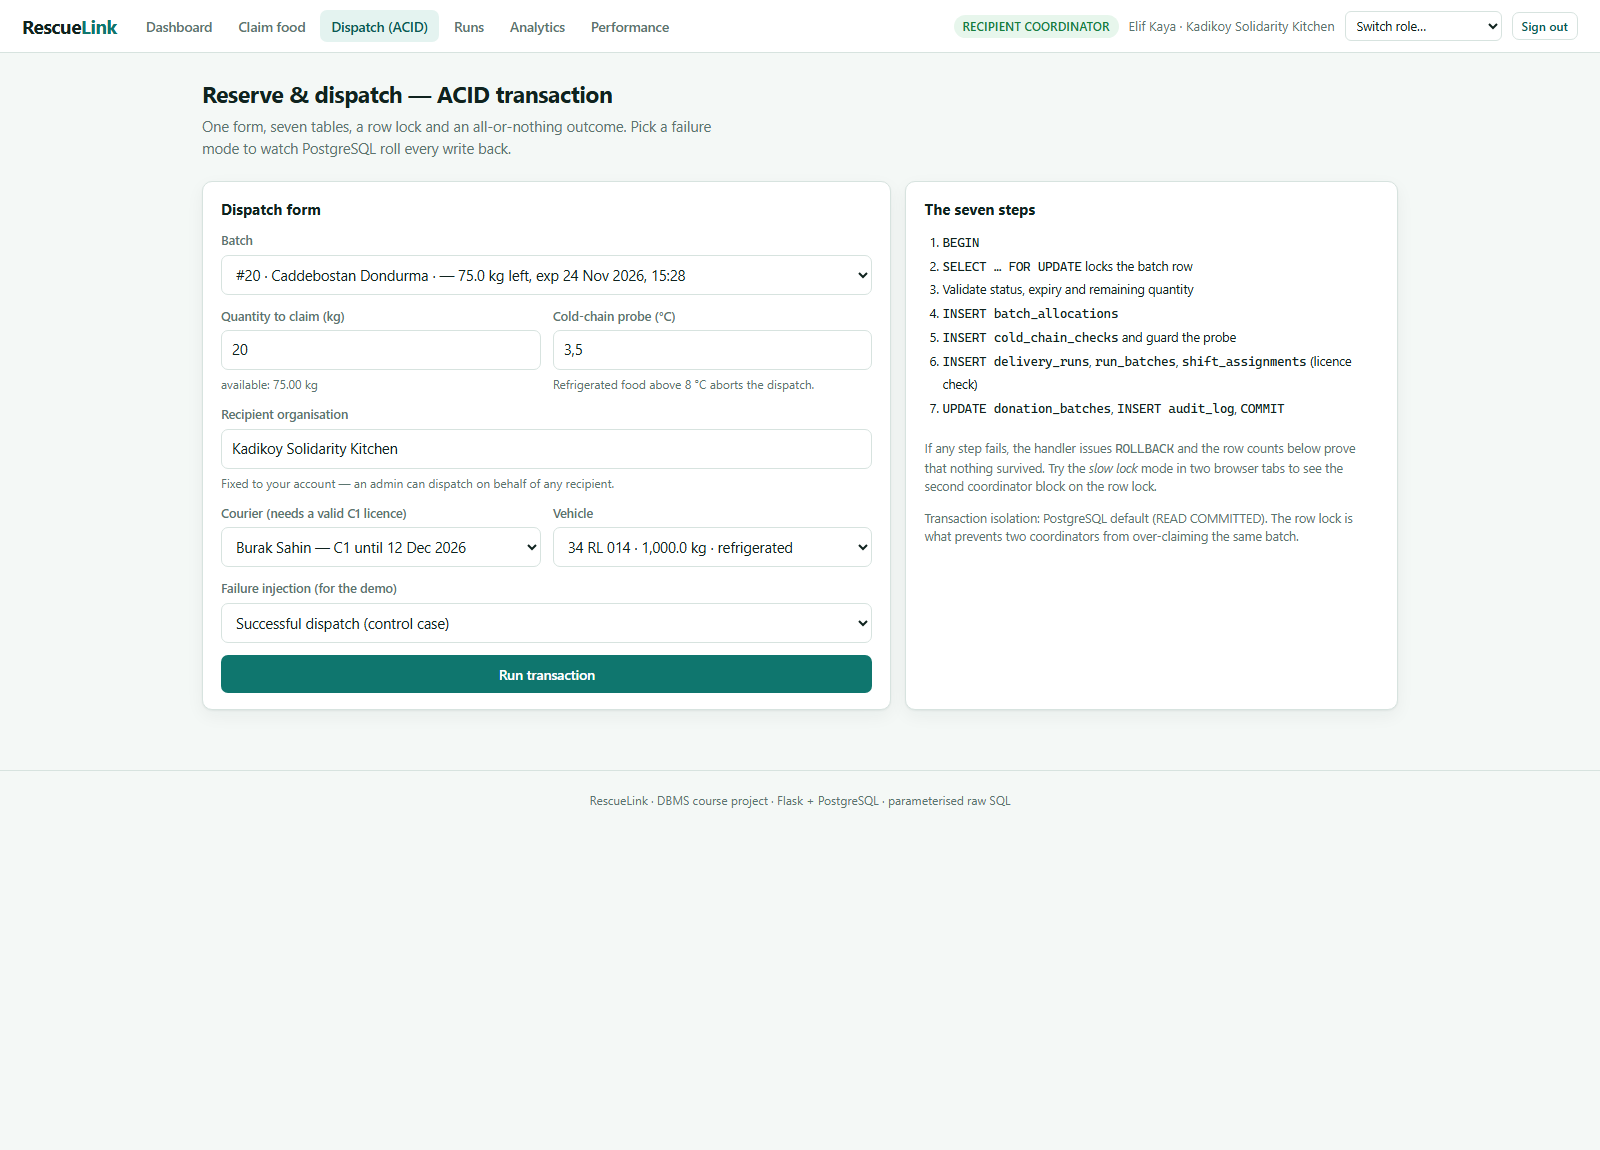 RescueLink Dashboard Claim food Dispatch (ACID) Runs Analytics Performance RECIPIENT COORDINATOR Elif Kaya · Kadikoy Solidarity Kitchen Switch role... Sign out
Reserve & dispatch — ACID transaction
One form, seven tables, a row lock and an all-or-nothing outcome. Pick a failure
mode to watch PostgreSQL roll every write back.
Dispatch form
Batch
#20 · Caddebostan Dondurma · — 75.0 kg left, exp 24 Nov 2026, 15:28
Quantity to claim (kg) Cold-chain probe (°C)
20 3,5
available: 75.00 kg Refrigerated food above 8 °C aborts the dispatch.
Recipient organisation
Kadikoy Solidarity Kitchen
Fixed to your account — an admin can dispatch on behalf of any recipient.
Courier (needs a valid C1 licence) Vehicle
Burak Sahin — C1 until 12 Dec 2026 34 RL 014 · 1,000.0 kg · refrigerated
Failure injection (for the demo)
Successful dispatch (control case)
Run transaction
The seven steps
1. BEGIN
2. SELECT … FOR UPDATE locks the batch row
3. Validate status, expiry and remaining quantity
4. INSERT batch_allocations
5. INSERT cold_chain_checks and guard the probe
6. INSERT delivery_runs, run_batches, shift_assignments (licence
check)
7. UPDATE donation_batches, INSERT audit_log, COMMIT
If any step fails, the handler issues ROLLBACK and the row counts below prove
that nothing survived. Try the slow lock mode in two browser tabs to see the
second coordinator block on the row lock.
Transaction isolation: PostgreSQL default (READ COMMITTED). The row lock is
what prevents two coordinators from over-claiming the same batch.
RescueLink · DBMS course project · Flask + PostgreSQL · parameterised raw SQL